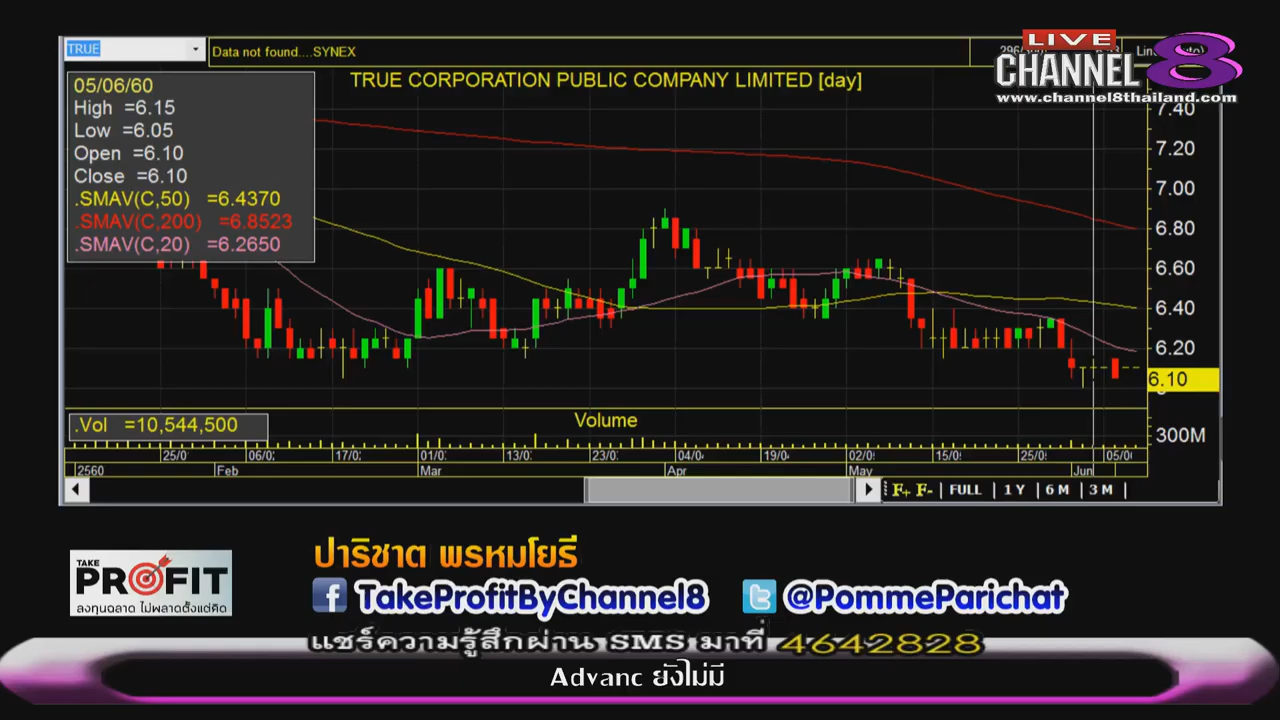 TRUE
Data not found....SYNEX
LIVE
CHANNEL 8
www.channel8thailand.com
TRUE CORPORATION PUBLIC COMPANY LIMITED [day]
05/06/60
High =6.15
Low =6.05
Open =6.10
Close =6.10
.SMAV(C,50) =6.4370
.SMAV(C,200) =6.8523
.SMAV(C,20) =6.2650
7.40
7.20
7.00
6.80
6.60
6.40
6.20
6.10
.Vol =10,544,500
Volume
300M
25/0 06/0 17/0 01/0 13/0 23/0 04/0 19/0 02/0 15/0 25/0 05/0
2560 Feb Mar Apr May Jun
F+ F- FULL 1 Y 6 M 3 M
TAKE
PROFIT
ลงทุนฉลาด ไม่พลาดตั้งแต่คิด
ปาริชาต พรหมโยธี
TakeProfitByChannel8 @PommeParichat
แชร์ความรู้สึกผ่าน SMS มาที่ 4642828
Advanc ยังไม่มี